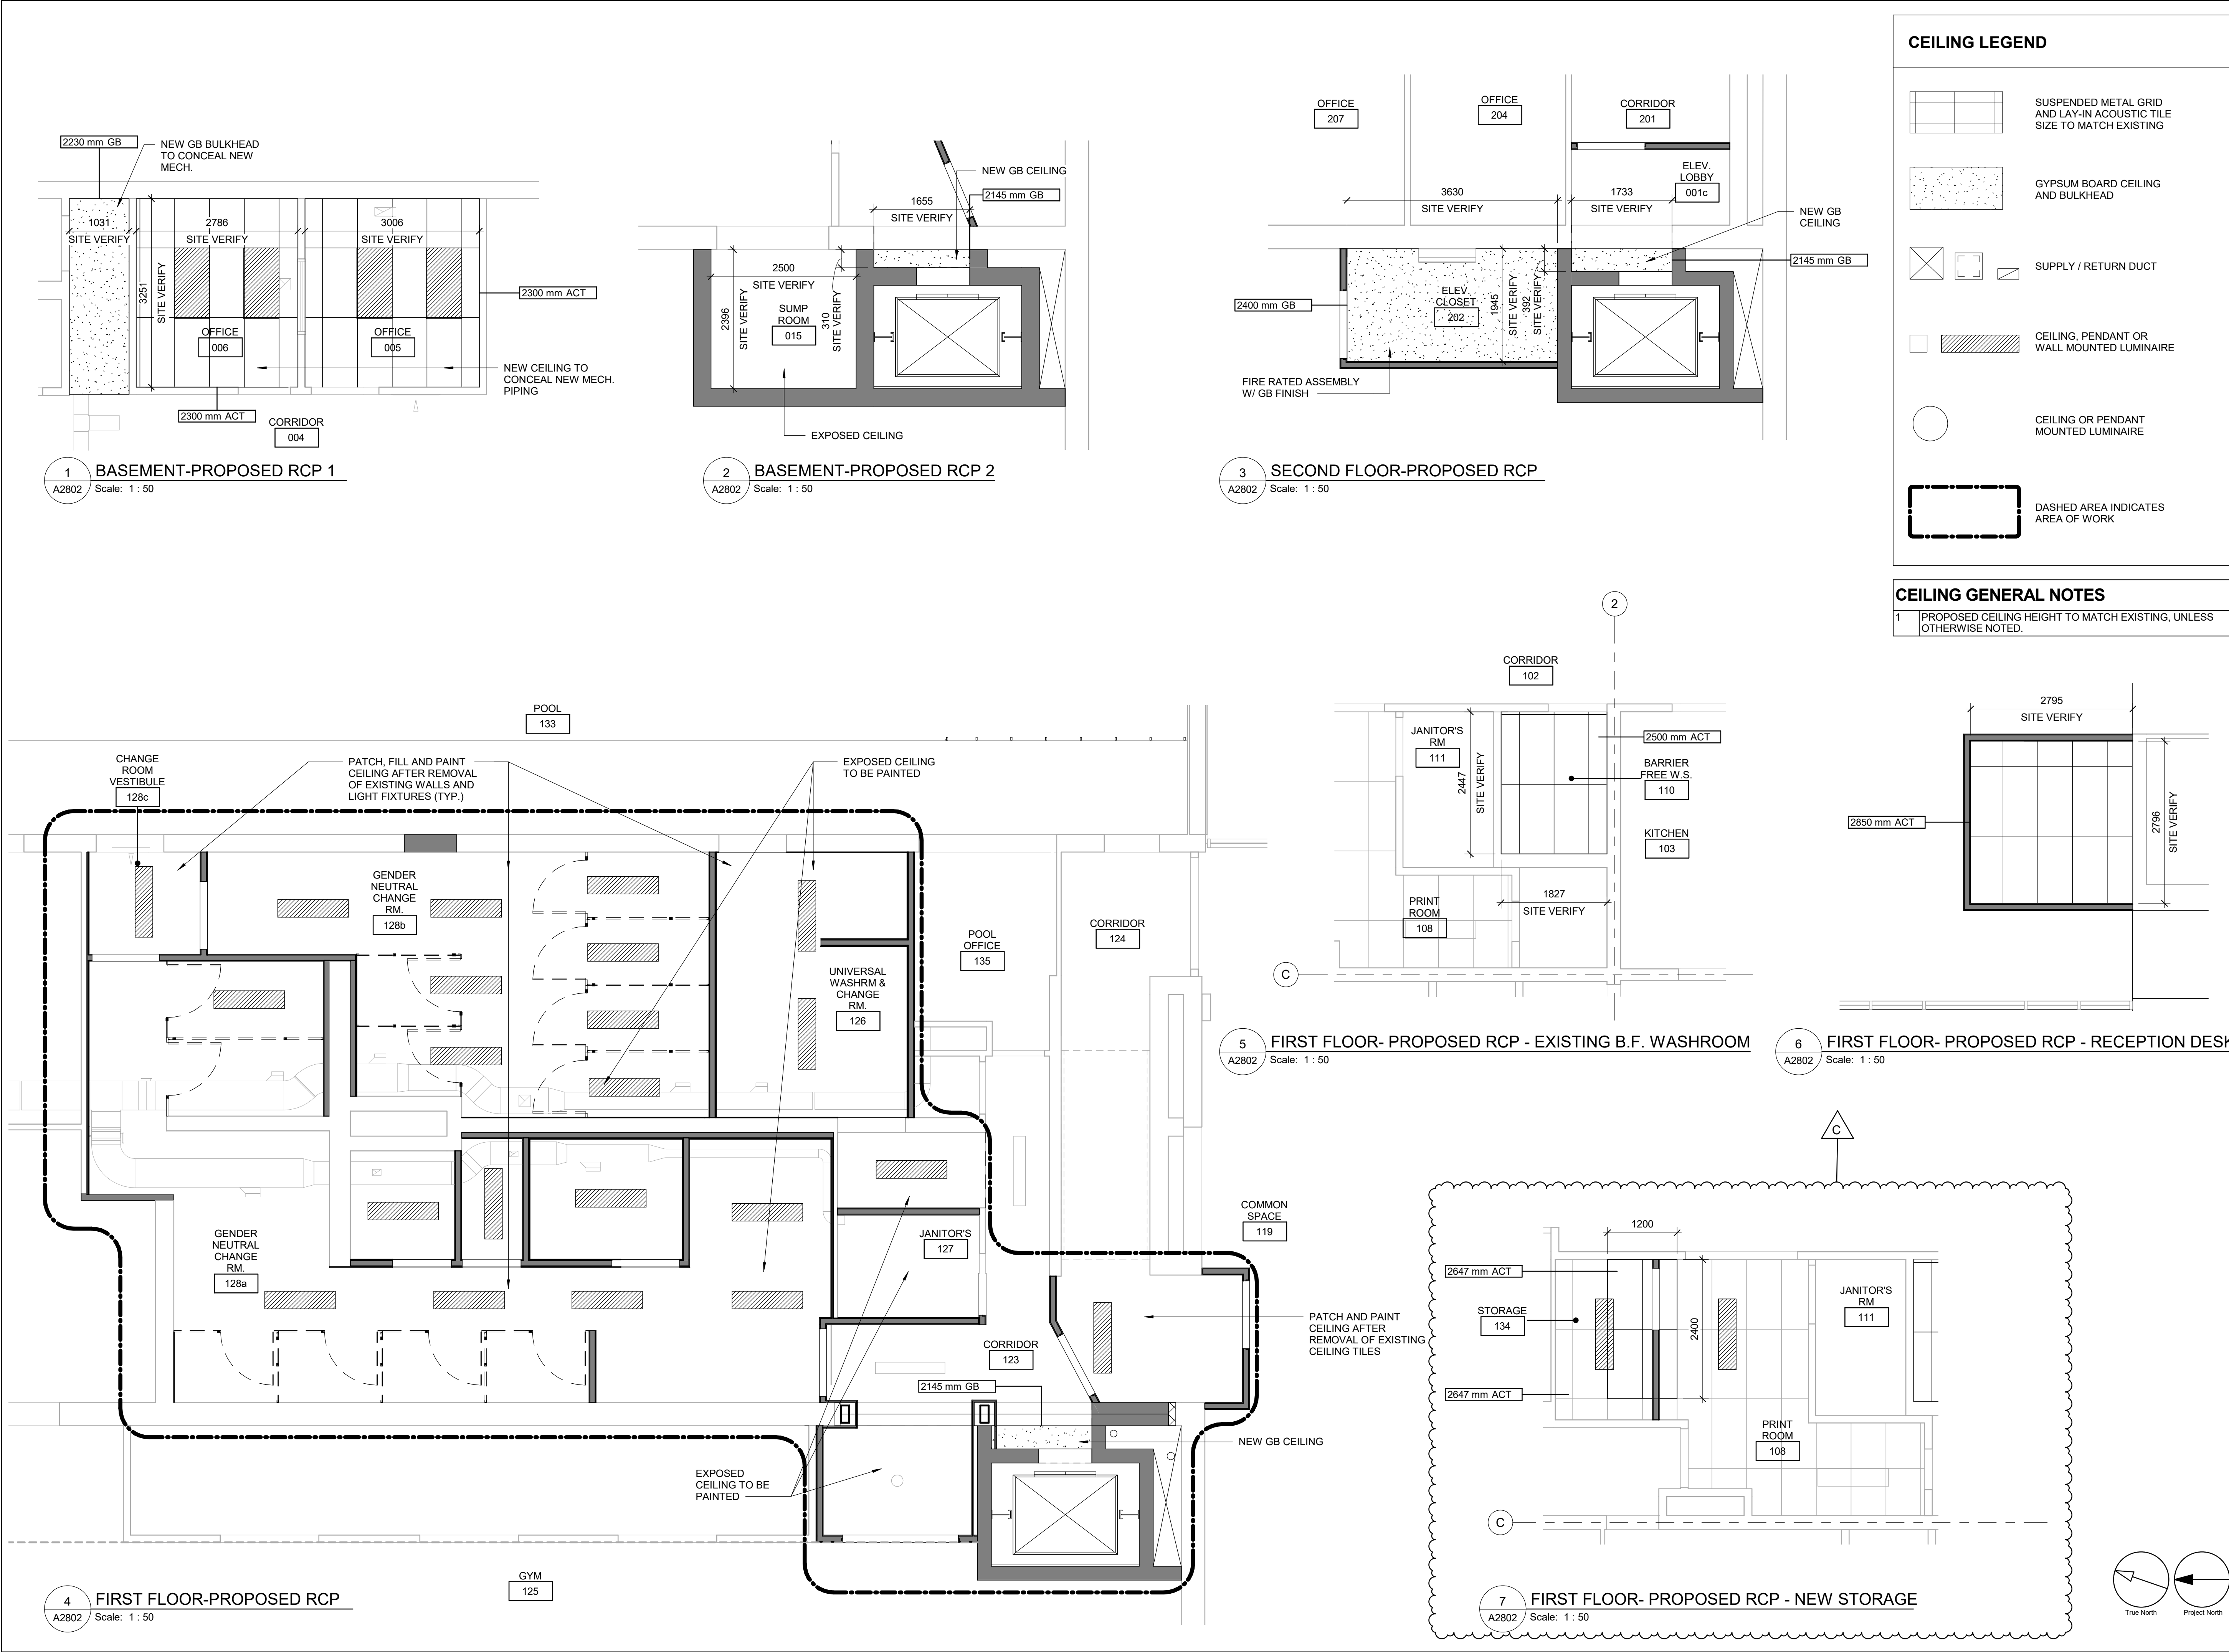 2230 mm GB
NEW GB BULKHEAD
TO CONCEAL NEW
MECH.
1031
SITE VERIFY
2786
SITE VERIFY
3006
SITE VERIFY
3251
SITE VERIFY
2300 mm ACT
OFFICE
006
OFFICE
005
NEW CEILING TO
CONCEAL NEW MECH.
PIPING
2300 mm ACT
CORRIDOR
004
1
A2802
BASEMENT-PROPOSED RCP 1
Scale: 1 : 50
NEW GB CEILING
2145 mm GB
1655
SITE VERIFY
2500
SITE VERIFY
2396
SITE VERIFY
310
SITE VERIFY
SUMP
ROOM
015
EXPOSED CEILING
2
A2802
BASEMENT-PROPOSED RCP 2
Scale: 1 : 50
OFFICE
207
OFFICE
204
CORRIDOR
201
ELEV.
LOBBY
001c
3630
SITE VERIFY
1733
SITE VERIFY
NEW GB
CEILING
2145 mm GB
2400 mm GB
ELEV.
CLOSET
202
1945
SITE VERIFY
392
SITE VERIFY
FIRE RATED ASSEMBLY
W/ GB FINISH
3
A2802
SECOND FLOOR-PROPOSED RCP
Scale: 1 : 50
CEILING LEGEND
SUSPENDED METAL GRID
AND LAY-IN ACOUSTIC TILE
SIZE TO MATCH EXISTING
GYPSUM BOARD CEILING
AND BULKHEAD
SUPPLY / RETURN DUCT
CEILING, PENDANT OR
WALL MOUNTED LUMINAIRE
CEILING OR PENDANT
MOUNTED LUMINAIRE
DASHED AREA INDICATES
AREA OF WORK
CEILING GENERAL NOTES
1 PROPOSED CEILING HEIGHT TO MATCH EXISTING, UNLESS
OTHERWISE NOTED.
POOL
133
CHANGE
ROOM
VESTIBULE
128c
PATCH, FILL AND PAINT
CEILING AFTER REMOVAL
OF EXISTING WALLS AND
LIGHT FIXTURES (TYP.)
EXPOSED CEILING
TO BE PAINTED
GENDER
NEUTRAL
CHANGE
RM.
128b
UNIVERSAL
WASHRM &
CHANGE
RM.
126
POOL
OFFICE
135
CORRIDOR
124
GENDER
NEUTRAL
CHANGE
RM.
128a
JANITOR'S
127
COMMON
SPACE
119
PATCH AND PAINT
CEILING AFTER
REMOVAL OF EXISTING
CEILING TILES
CORRIDOR
123
2145 mm GB
NEW GB CEILING
EXPOSED
CEILING TO BE
PAINTED
GYM
125
4
A2802
FIRST FLOOR-PROPOSED RCP
Scale: 1 : 50
2
CORRIDOR
102
JANITOR'S
RM
111
2447
SITE VERIFY
2500 mm ACT
BARRIER
FREE W.S.
110
KITCHEN
103
1827
SITE VERIFY
PRINT
ROOM
108
C
5
A2802
FIRST FLOOR- PROPOSED RCP - EXISTING B.F. WASHROOM
Scale: 1 : 50
2795
SITE VERIFY
2850 mm ACT
2796
SITE VERIFY
6
A2802
FIRST FLOOR- PROPOSED RCP - RECEPTION DESK
Scale: 1 : 50
C
1200
2647 mm ACT
STORAGE
134
2400
2647 mm ACT
JANITOR'S
RM
111
PRINT
ROOM
108
C
7
A2802
FIRST FLOOR- PROPOSED RCP - NEW STORAGE
Scale: 1 : 50
True North
Project North